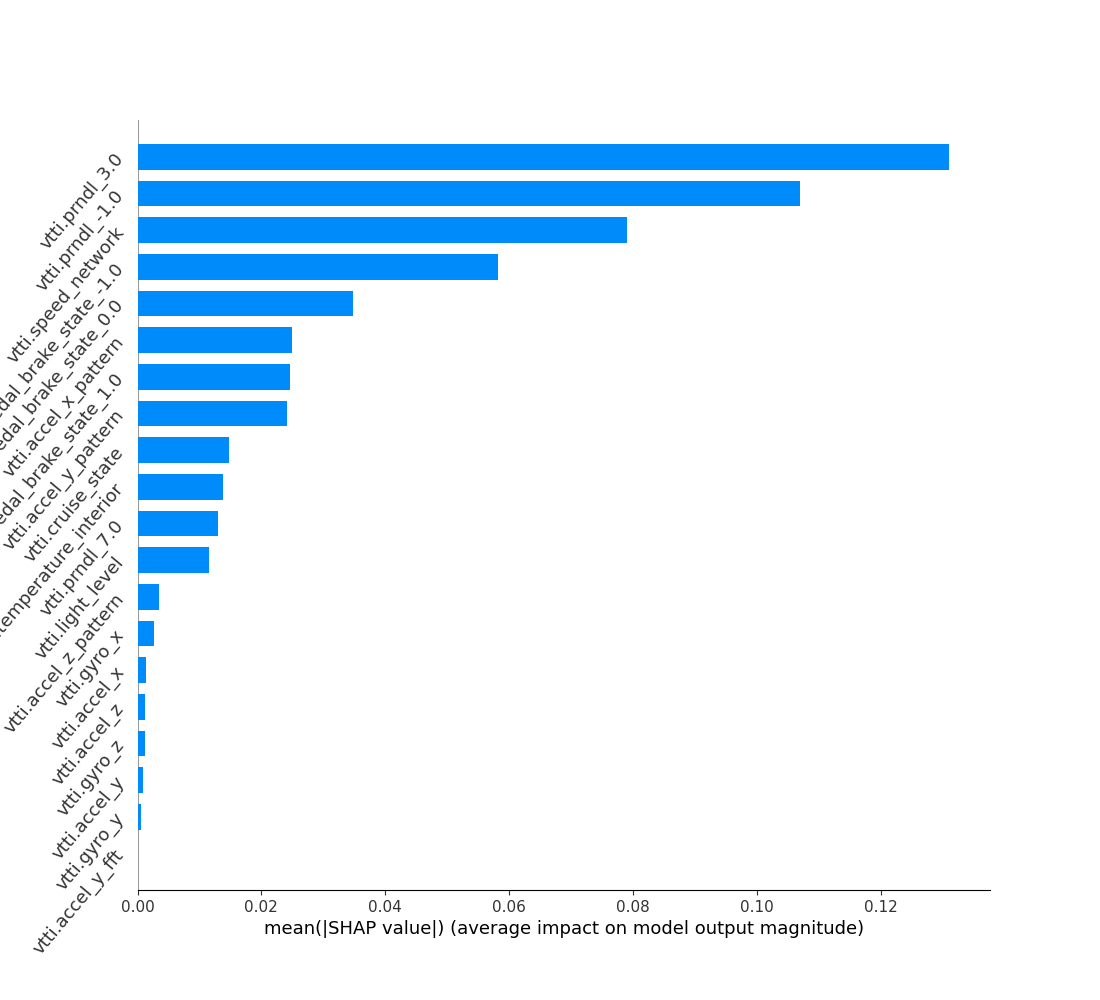 vtti.prndl_3.0
vtti.prndl_-1.0
vtti.speed_network
edal_brake_state_-1.0
edal_brake_state_0.0
vtti.accel_x_pattern
edal_brake_state_1.0
vtti.accel_y_pattern
vtti.cruise_state
temperature_interior
vtti.prndl_7.0
vtti.light_level
vtti.accel_z_pattern
vtti.gyro_x
vtti.accel_x
vtti.accel_z
vtti.gyro_z
vtti.accel_y
vtti.gyro_y
vtti.accel_y_fft
0.00 0.02 0.04 0.06 0.08 0.10 0.12
mean(|SHAP value|) (average impact on model output magnitude)